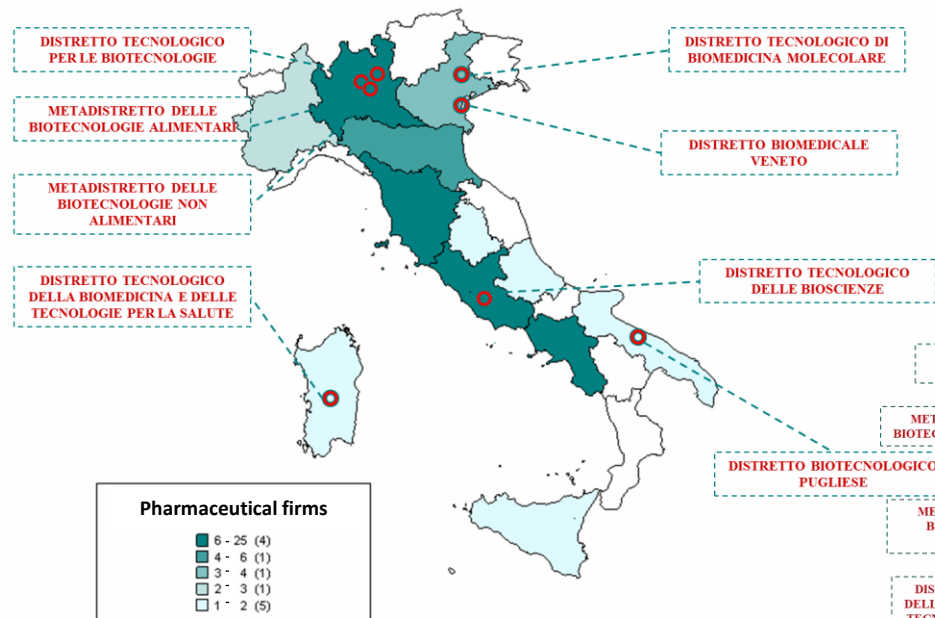 DISTRETTO TECNOLOGICO
PER LE BIOTECNOLOGIE
METADISTRETTO DELLE
BIOTECNOLOGIE ALIMENTARI
METADISTRETTO DELLE
BIOTECNOLOGIE NON
ALIMENTARI
DISTRETTO TECNOLOGICO
DELLA BIOMEDICINA E DELLE
TECNOLOGIE PER LA SALUTE
DISTRETTO TECNOLOGICO DI
BIOMEDICINA MOLECOLARE
DISTRETTO BIOMEDICALE
VENETO
DISTRETTO TECNOLOGICO
DELLE BIOSCIENZE
DISTRETTO BIOTECNOLOGICO
PUGLIESE
Pharmaceutical firms
6 - 25 (4)
4 - 6 (1)
3 - 4 (1)
2 - 3 (1)
1 - 2 (5)